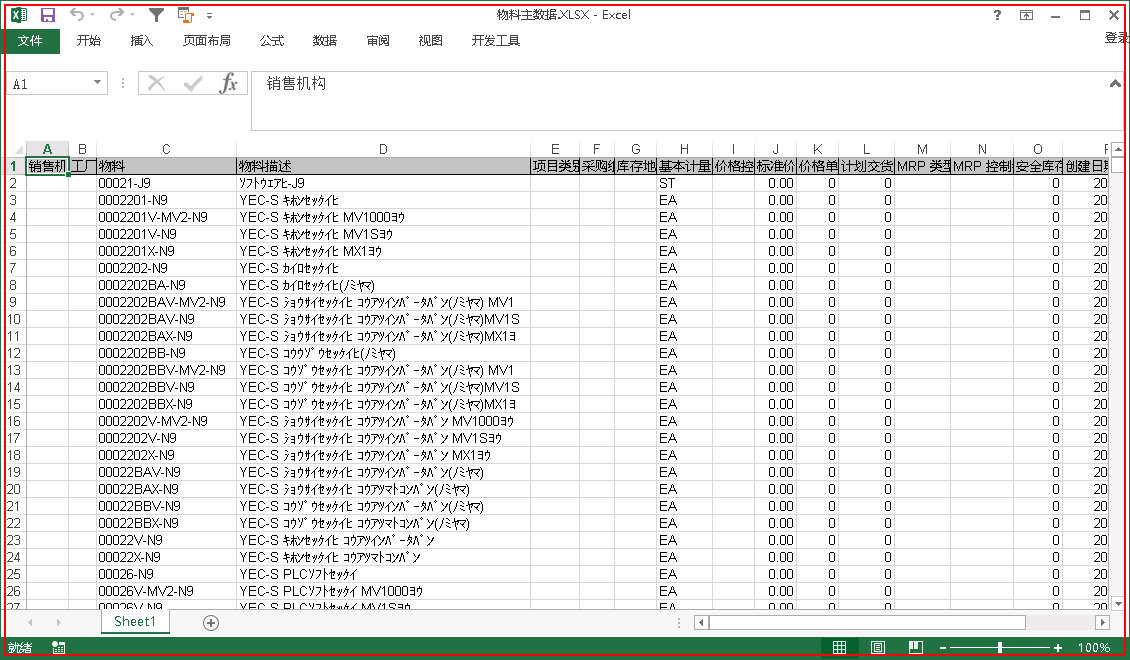 物料主数据.XLSX - Excel
文件 开始 插入 页面布局 公式 数据 审阅 视图 开发工具 登录
A1 fx 销售机构
A B C D E F G H I J K L M N O
1 销售机 工厂 物料 物料描述 项目类别 采购组 库存地 基本计量 价格控 标准价 价格单 计划交货 MRP 类型 MRP 控制 安全库存 创建日期
2 00021-J9 ｿﾌﾄｳｴｱﾋ-J9 ST 0.00 0 0 0 20
3 0002201-N9 YEC-S ｷﾎﾝｾｯｹｲﾋ EA 0.00 0 0 0 20
4 0002201V-MV2-N9 YEC-S ｷﾎﾝｾｯｹｲﾋ MV1000ﾖｳ EA 0.00 0 0 0 20
5 0002201V-N9 YEC-S ｷﾎﾝｾｯｹｲﾋ MV1Sﾖｳ EA 0.00 0 0 0 20
6 0002201X-N9 YEC-S ｷﾎﾝｾｯｹｲﾋ MX1ﾖｳ EA 0.00 0 0 0 20
7 0002202-N9 YEC-S ｶｲﾛｾｯｹｲﾋ EA 0.00 0 0 0 20
8 0002202BA-N9 YEC-S ｶｲﾛｾｯｹｲﾋ(ﾉﾐﾔﾏ) EA 0.00 0 0 0 20
9 0002202BAV-MV2-N9 YEC-S ｼｮｳｻｲｾｯｹｲﾋ ｺｳｱﾂｲﾝﾊﾞｰﾀﾊﾞﾝ(ﾉﾐﾔﾏ) MV1 EA 0.00 0 0 0 20
10 0002202BAV-N9 YEC-S ｼｮｳｻｲｾｯｹｲﾋ ｺｳｱﾂｲﾝﾊﾞｰﾀﾊﾞﾝ(ﾉﾐﾔﾏ)MV1S EA 0.00 0 0 0 20
11 0002202BAX-N9 YEC-S ｼｮｳｻｲｾｯｹｲﾋ ｺｳｱﾂｲﾝﾊﾞｰﾀﾊﾞﾝ(ﾉﾐﾔﾏ)MX1ﾖ EA 0.00 0 0 0 20
12 0002202BB-N9 YEC-S ｺｳｳｿﾞｳｾｯｹｲﾋ(ﾉﾐﾔﾏ) EA 0.00 0 0 0 20
13 0002202BBV-MV2-N9 YEC-S ｺｳｿﾞｳｾｯｹｲﾋ ｺｳｱﾂｲﾝﾊﾞｰﾀﾊﾞﾝ(ﾉﾐﾔﾏ) MV1 EA 0.00 0 0 0 20
14 0002202BBV-N9 YEC-S ｺｳｿﾞｳｾｯｹｲﾋ ｺｳｱﾂｲﾝﾊﾞｰﾀﾊﾞﾝ(ﾉﾐﾔﾏ)MV1S EA 0.00 0 0 0 20
15 0002202BBX-N9 YEC-S ｺｳｿﾞｳｾｯｹｲﾋ ｺｳｱﾂｲﾝﾊﾞｰﾀﾊﾞﾝ(ﾉﾐﾔﾏ)MX1ﾖ EA 0.00 0 0 0 20
16 0002202V-MV2-N9 YEC-S ｼｮｳｻｲｾｯｹｲﾋ ｺｳｱﾂｲﾝﾊﾞｰﾀﾊﾞﾝ MV1000ﾖｳ EA 0.00 0 0 0 20
17 0002202V-N9 YEC-S ｼｮｳｻｲｾｯｹｲﾋ ｺｳｱﾂｲﾝﾊﾞｰﾀﾊﾞﾝ MV1Sﾖｳ EA 0.00 0 0 0 20
18 0002202X-N9 YEC-S ｼｮｳｻｲｾｯｹｲﾋ ｺｳｱﾂｲﾝﾊﾞｰﾀﾊﾞﾝ MX1ﾖｳ EA 0.00 0 0 0 20
19 00022BAV-N9 YEC-S ｼｮｳｻｲｾｯｹｲﾋ ｺｳｱﾂｲﾝﾊﾞｰﾀﾊﾞﾝ(ﾉﾐﾔﾏ) EA 0.00 0 0 0 20
20 00022BAX-N9 YEC-S ｼｮｳｻｲｾｯｹｲﾋ ｺｳｱﾂﾏﾄｺﾝﾊﾞﾝ(ﾉﾐﾔﾏ) EA 0.00 0 0 0 20
21 00022BBV-N9 YEC-S ｺｳｿﾞｳｾｯｹｲﾋ ｺｳｱﾂｲﾝﾊﾞｰﾀﾊﾞﾝ(ﾉﾐﾔﾏ) EA 0.00 0 0 0 20
22 00022BBX-N9 YEC-S ｺｳｿﾞｳｾｯｹｲﾋ ｺｳｱﾂﾏﾄｺﾝﾊﾞﾝ(ﾉﾐﾔﾏ) EA 0.00 0 0 0 20
23 00022V-N9 YEC-S ｷﾎﾝｾｯｹｲﾋ ｺｳｱﾂｲﾝﾊﾞｰﾀﾊﾞﾝ EA 0.00 0 0 0 20
24 00022X-N9 YEC-S ｷﾎﾝｾｯｹｲﾋ ｺｳｱﾂﾏﾄｺﾝﾊﾞﾝ EA 0.00 0 0 0 20
25 00026-N9 YEC-S PLCｿﾌﾄｾｯｹｲ EA 0.00 0 0 0 20
26 00026V-MV2-N9 YEC-S PLCｿﾌﾄｾｯｹｲ MV1000ﾖｳ EA 0.00 0 0 0 20
27 00026V-N9 YEC-S PLCｿﾌﾄｾｯｹｲ MV1Sﾖｳ EA 0.00 0 0 0 20
Sheet1
就绪 100%